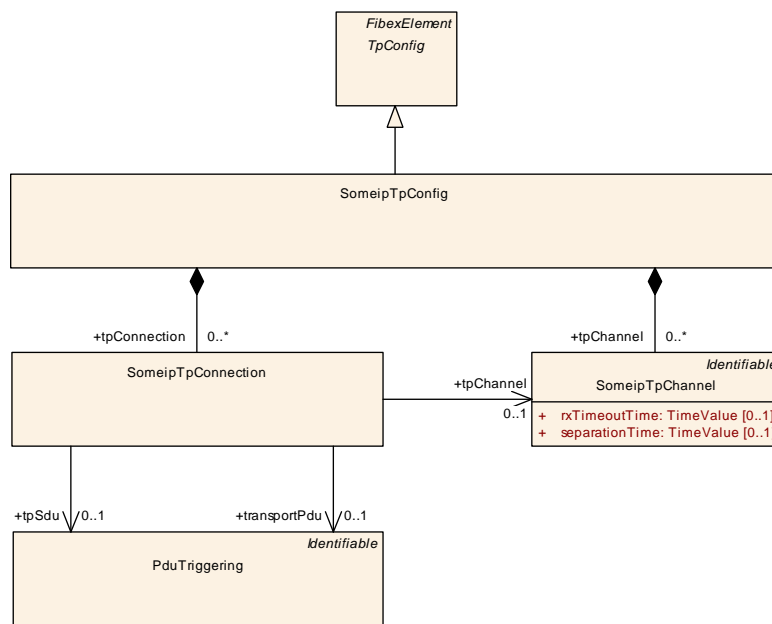 FibexElement
TpConfig
SomeipTpConfig
+tpConnection 0..*
+tpChannel 0..*
SomeipTpConnection
+tpChannel
0..1
Identifiable
SomeipTpChannel
+ rxTimeoutTime: TimeValue [0..1]
+ separationTime: TimeValue [0..1
+tpSdu 0..1
+transportPdu 0..1
Identifiable
PduTriggering